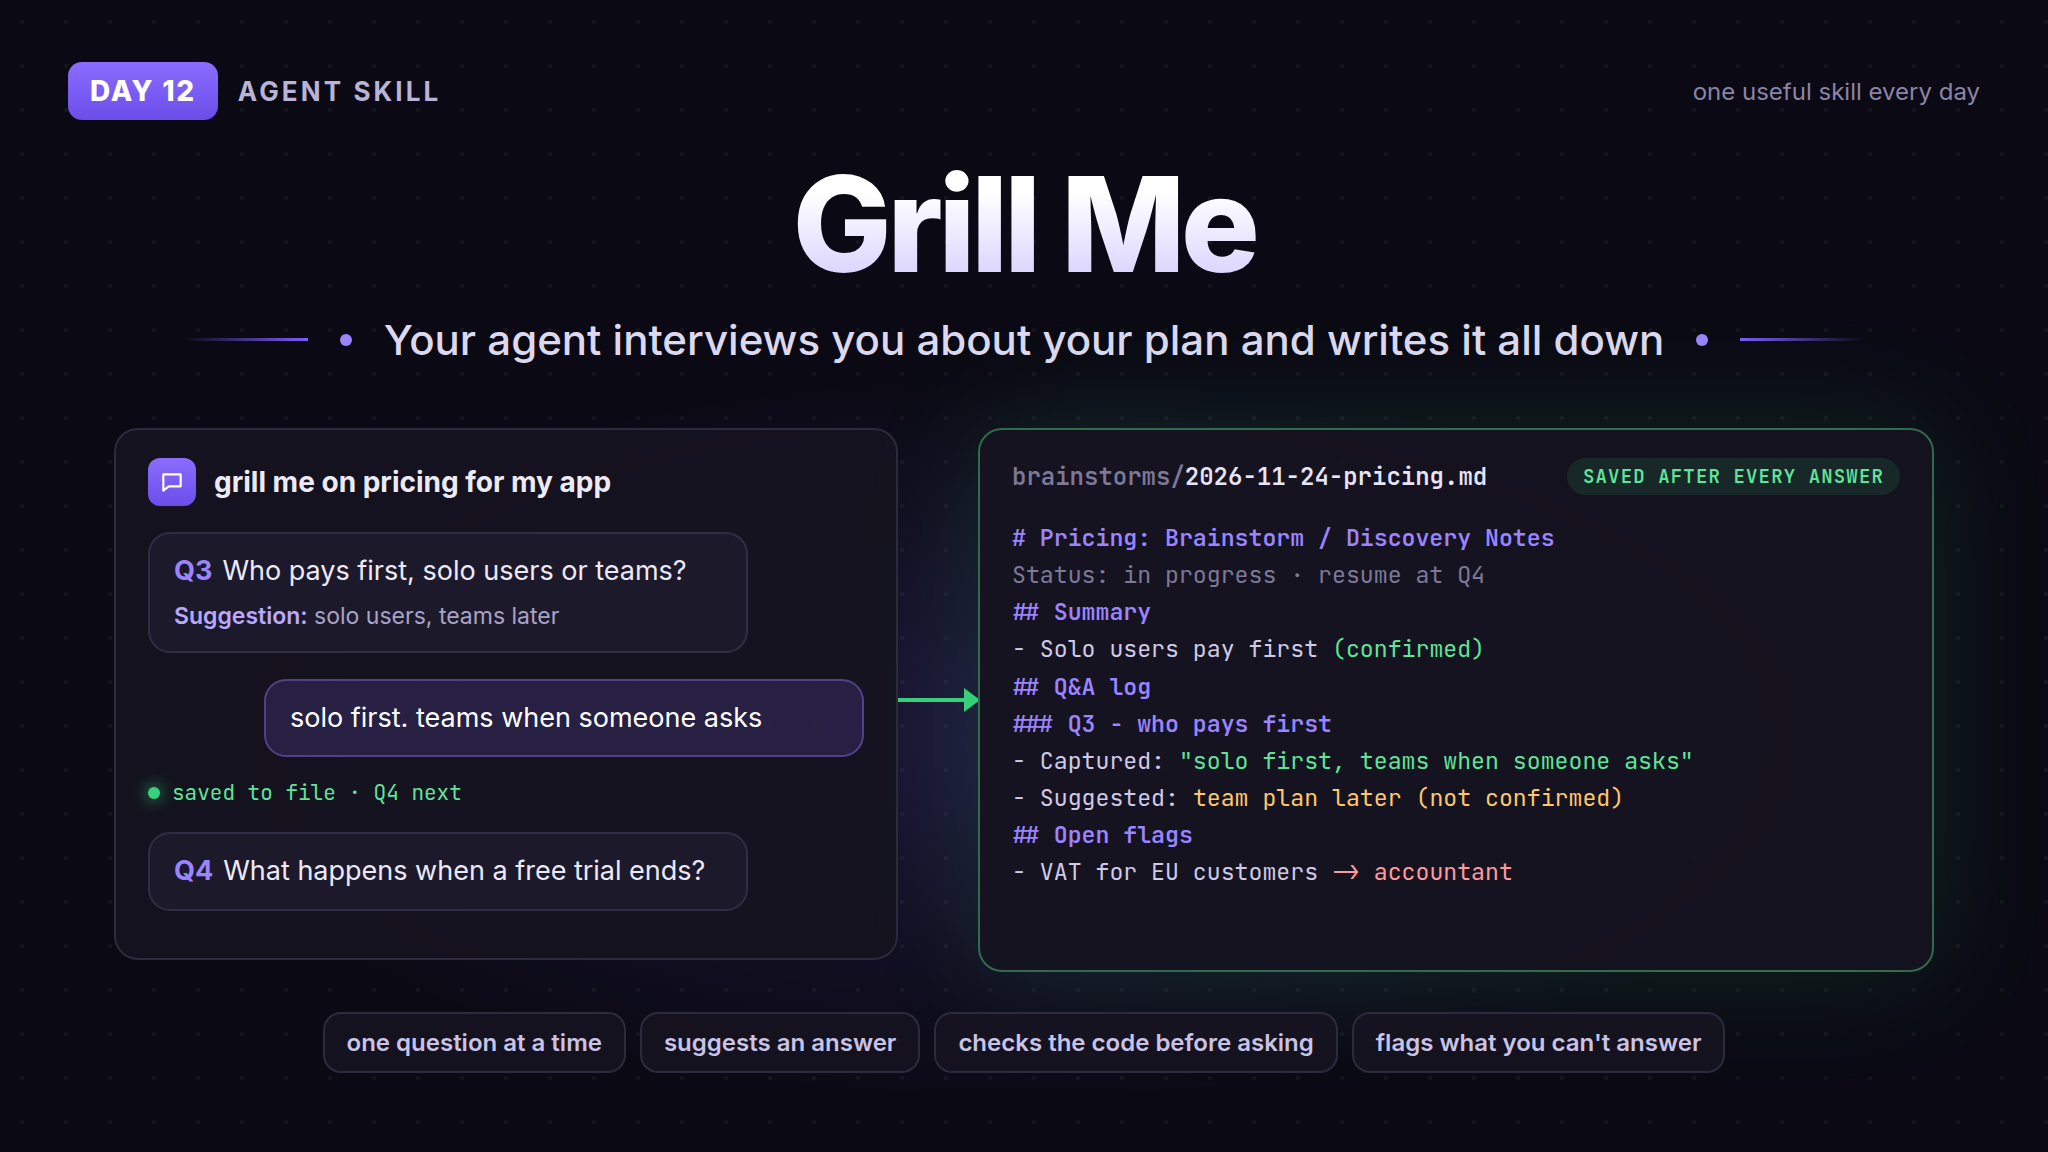 DAY 12
AGENT SKILL
one useful skill every day
Grill Me
Your agent interviews you about your plan and writes it all down
grill me on pricing for my app
Q3 Who pays first, solo users or teams?
Suggestion: solo users, teams later
solo first. teams when someone asks
saved to file · Q4 next
Q4 What happens when a free trial ends?
brainstorms/2026-11-24-pricing.md
SAVED AFTER EVERY ANSWER
# Pricing: Brainstorm / Discovery Notes
Status: in progress · resume at Q4
## Summary
- Solo users pay first (confirmed)
## Q&A log
### Q3 - who pays first
- Captured: "solo first, teams when someone asks"
- Suggested: team plan later (not confirmed)
## Open flags
- VAT for EU customers -> accountant
one question at a time
suggests an answer
checks the code before asking
flags what you can't answer